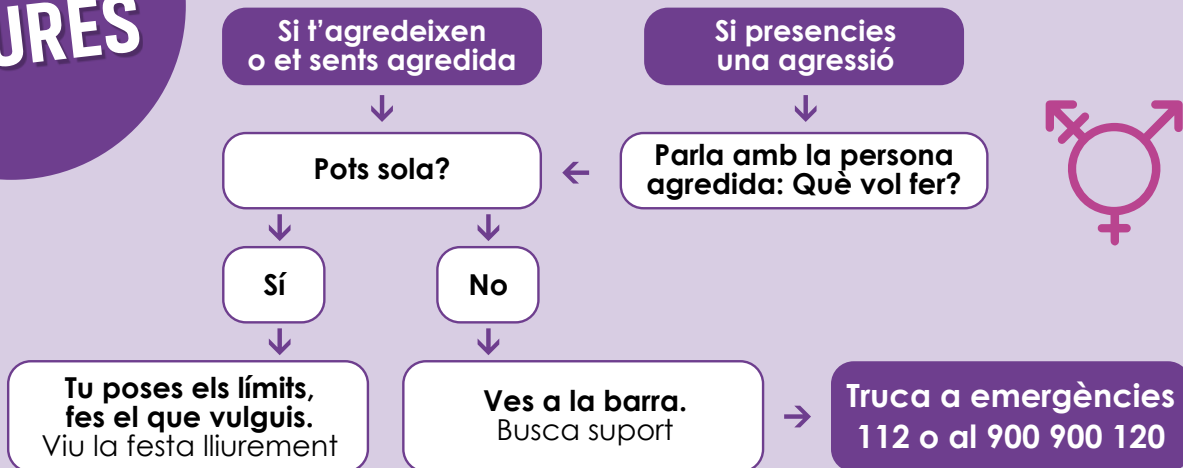 URES
Si t’agredeixen
o et sents agredida
Si presencies
una agressió
Pots sola?
Parla amb la persona
agredida: Què vol fer?
Sí
No
Tu poses els límits,
fes el que vulguis.
Viu la festa lliurement
Ves a la barra.
Busca suport
Truca a emergències
112 o al 900 900 120